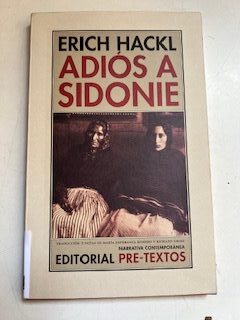 ERICH HACKL
ADIÓS A
SIDONIE
TRADUCCIÓN Y NOTAS DE MARÍA ESPERANZA ROMERO Y RICHARD GROSS
NARRATIVA CONTEMPORÁNEA
EDITORIAL PRE-TEXTOS